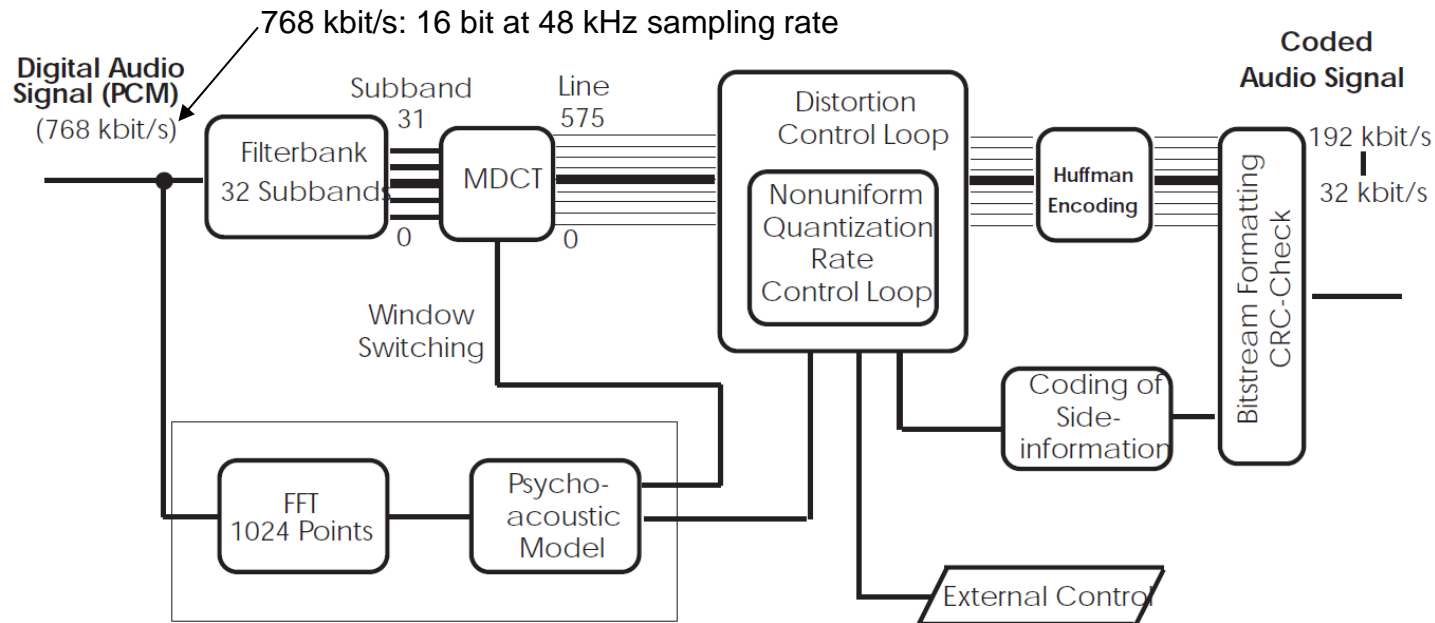 768 kbit/s: 16 bit at 48 kHz sampling rate
Digital Audio
Signal (PCM)
(768 kbit/s)
Filterbank
32 Subbands
Subband
31
0
MDCT
Line
575
0
Window
Switching
Distortion
Control Loop
Nonuniform
Quantization
Rate
Control Loop
Huffman
Encoding
Coded
Audio Signal
192 kbit/s
32 kbit/s
Bitstream Formatting
CRC-Check
Coding of
Side-
information
FFT
1024 Points
Psycho-
acoustic
Model
External Control